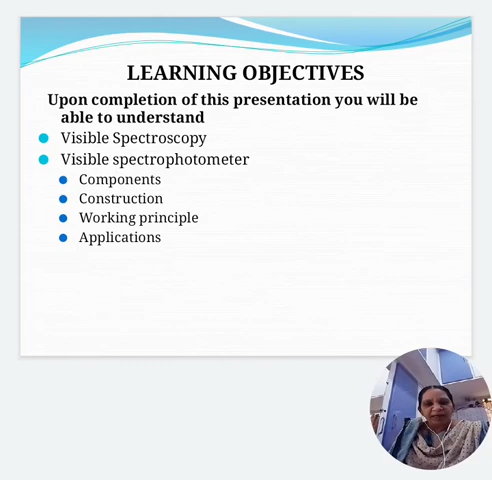 LEARNING OBJECTIVES
Upon completion of this presentation you will be
able to understand
Visible Spectroscopy
Visible spectrophotometer
Components
Construction
Working principle
Applications